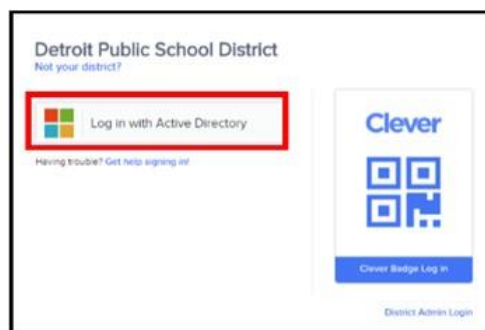 Detroit Public School District
Not your district?
Log in with Active Directory
Having trouble? Get help signing in!
Clever
Clever Badge Log in
District Admin Login